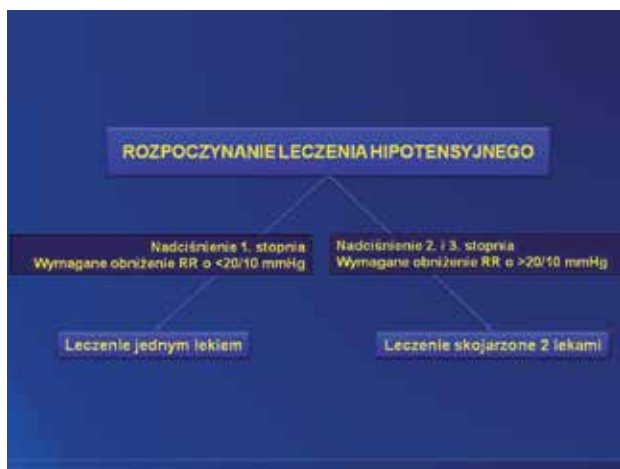 ROZPOCZYNANIE LECZENIA HIPOTENSYJNEGO
Nadciśnienie 1. stopnia
Wymagane obniżenie RR o <20/10 mmHg
Nadciśnienie 2. i 3. stopnia
Wymagane obniżenie RR o >20/10 mmHg
Leczenie jednym lekiem
Leczenie skojarzone 2 lekami